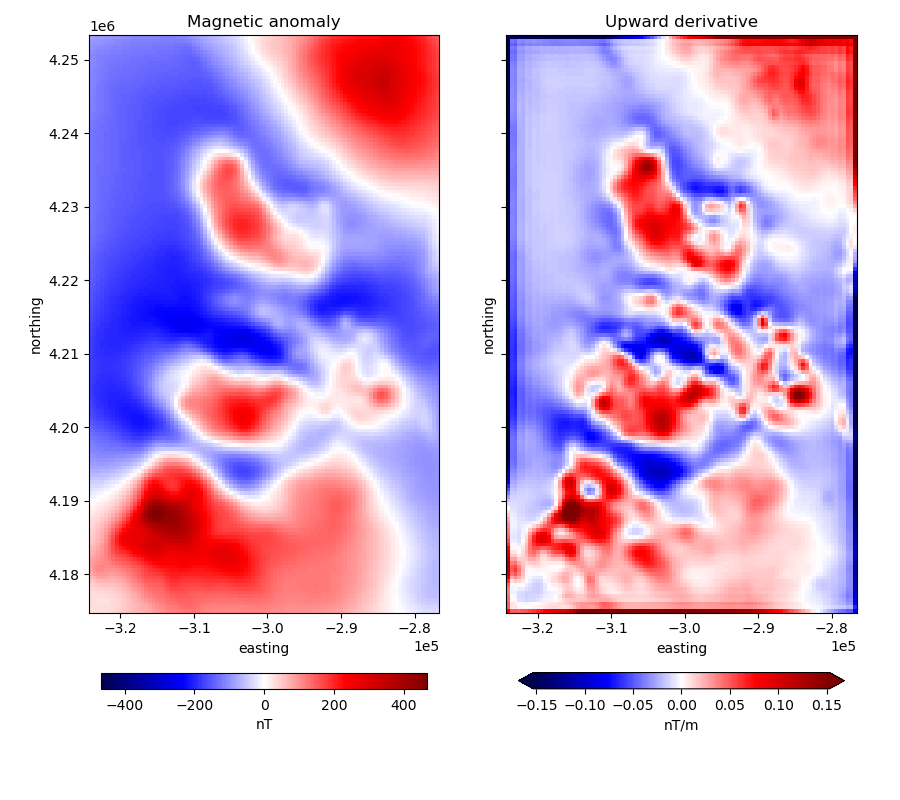 Magnetic anomaly
Upward derivative
1e6
4.25
4.24
4.23
4.22
4.21
4.20
4.19
4.18
northing
northing
−3.2 −3.1 −3.0 −2.9 −2.8
−3.2 −3.1 −3.0 −2.9 −2.8
easting 1e5
easting 1e5
−400 −200 0 200 400
−0.15 −0.10 −0.05 0.00 0.05 0.10 0.15
nT
nT/m